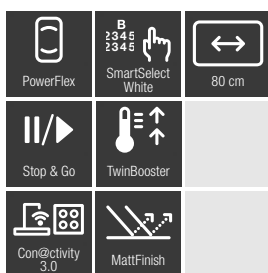 B
2345
2345
PowerFlex
SmartSelect
White
80 cm
Stop & Go
TwinBooster
Con@ctivity
3.0
MattFinish